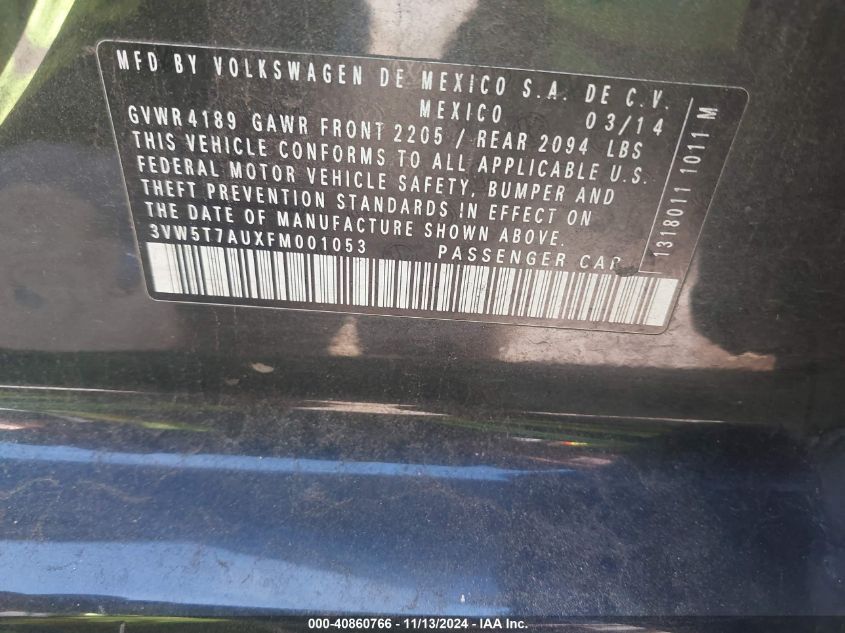 MFD BY VOLKSWAGEN DE MEXICO S.A. DE C.V.
MEXICO 03/14
GVWR4189 GAWR FRONT 2205 / REAR 2094 LBS
THIS VEHICLE CONFORMS TO ALL APPLICABLE U.S.
FEDERAL MOTOR VEHICLE SAFETY, BUMPER AND
THEFT PREVENTION STANDARDS IN EFFECT ON
THE DATE OF MANUFACTURE SHOWN ABOVE.
3VW5T7AUXFM001053 PASSENGER CAR
1318011 1011 M
000-40860766 - 11/13/2024 - IAA Inc.